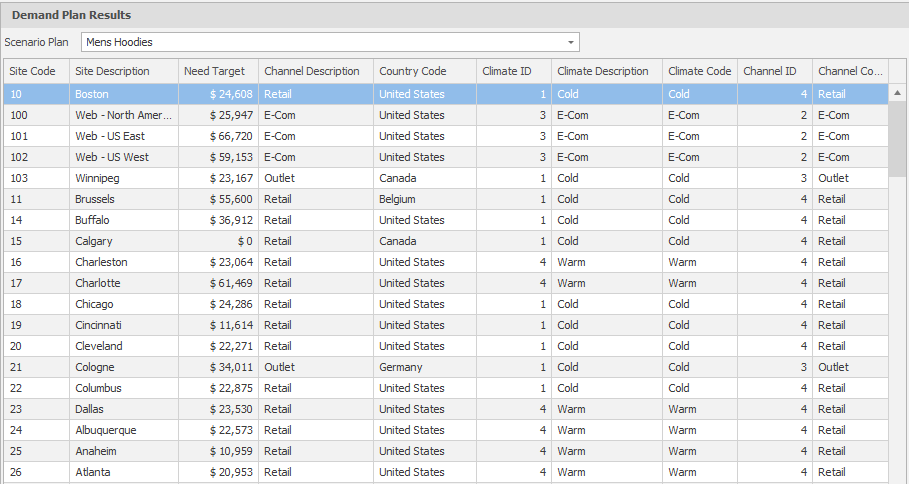 Demand Plan Results
Scenario Plan Mens Hoodies
Site Code Site Description Need Target Channel Description Country Code Climate ID Climate Description Climate Code Channel ID Channel Co...
10 Boston $ 24,608 Retail United States 1 Cold Cold 4 Retail
100 Web - North Amer... $ 25,947 E-Com United States 3 E-Com E-Com 2 E-Com
101 Web - US East $ 66,720 E-Com United States 3 E-Com E-Com 2 E-Com
102 Web - US West $ 59,153 E-Com United States 3 E-Com E-Com 2 E-Com
103 Winnipeg $ 23,167 Outlet Canada 1 Cold Cold 3 Outlet
11 Brussels $ 55,600 Retail Belgium 1 Cold Cold 4 Retail
14 Buffalo $ 36,912 Retail United States 1 Cold Cold 4 Retail
15 Calgary $ 0 Retail Canada 1 Cold Cold 4 Retail
16 Charleston $ 23,064 Retail United States 4 Warm Warm 4 Retail
17 Charlotte $ 61,469 Retail United States 4 Warm Warm 4 Retail
18 Chicago $ 24,286 Retail United States 1 Cold Cold 4 Retail
19 Cincinnati $ 11,614 Retail United States 1 Cold Cold 4 Retail
20 Cleveland $ 22,271 Retail United States 1 Cold Cold 4 Retail
21 Cologne $ 34,011 Outlet Germany 1 Cold Cold 3 Outlet
22 Columbus $ 22,875 Retail United States 1 Cold Cold 4 Retail
23 Dallas $ 23,530 Retail United States 4 Warm Warm 4 Retail
24 Albuquerque $ 22,573 Retail United States 4 Warm Warm 4 Retail
25 Anaheim $ 10,959 Retail United States 4 Warm Warm 4 Retail
26 Atlanta $ 20,953 Retail United States 4 Warm Warm 4 Retail